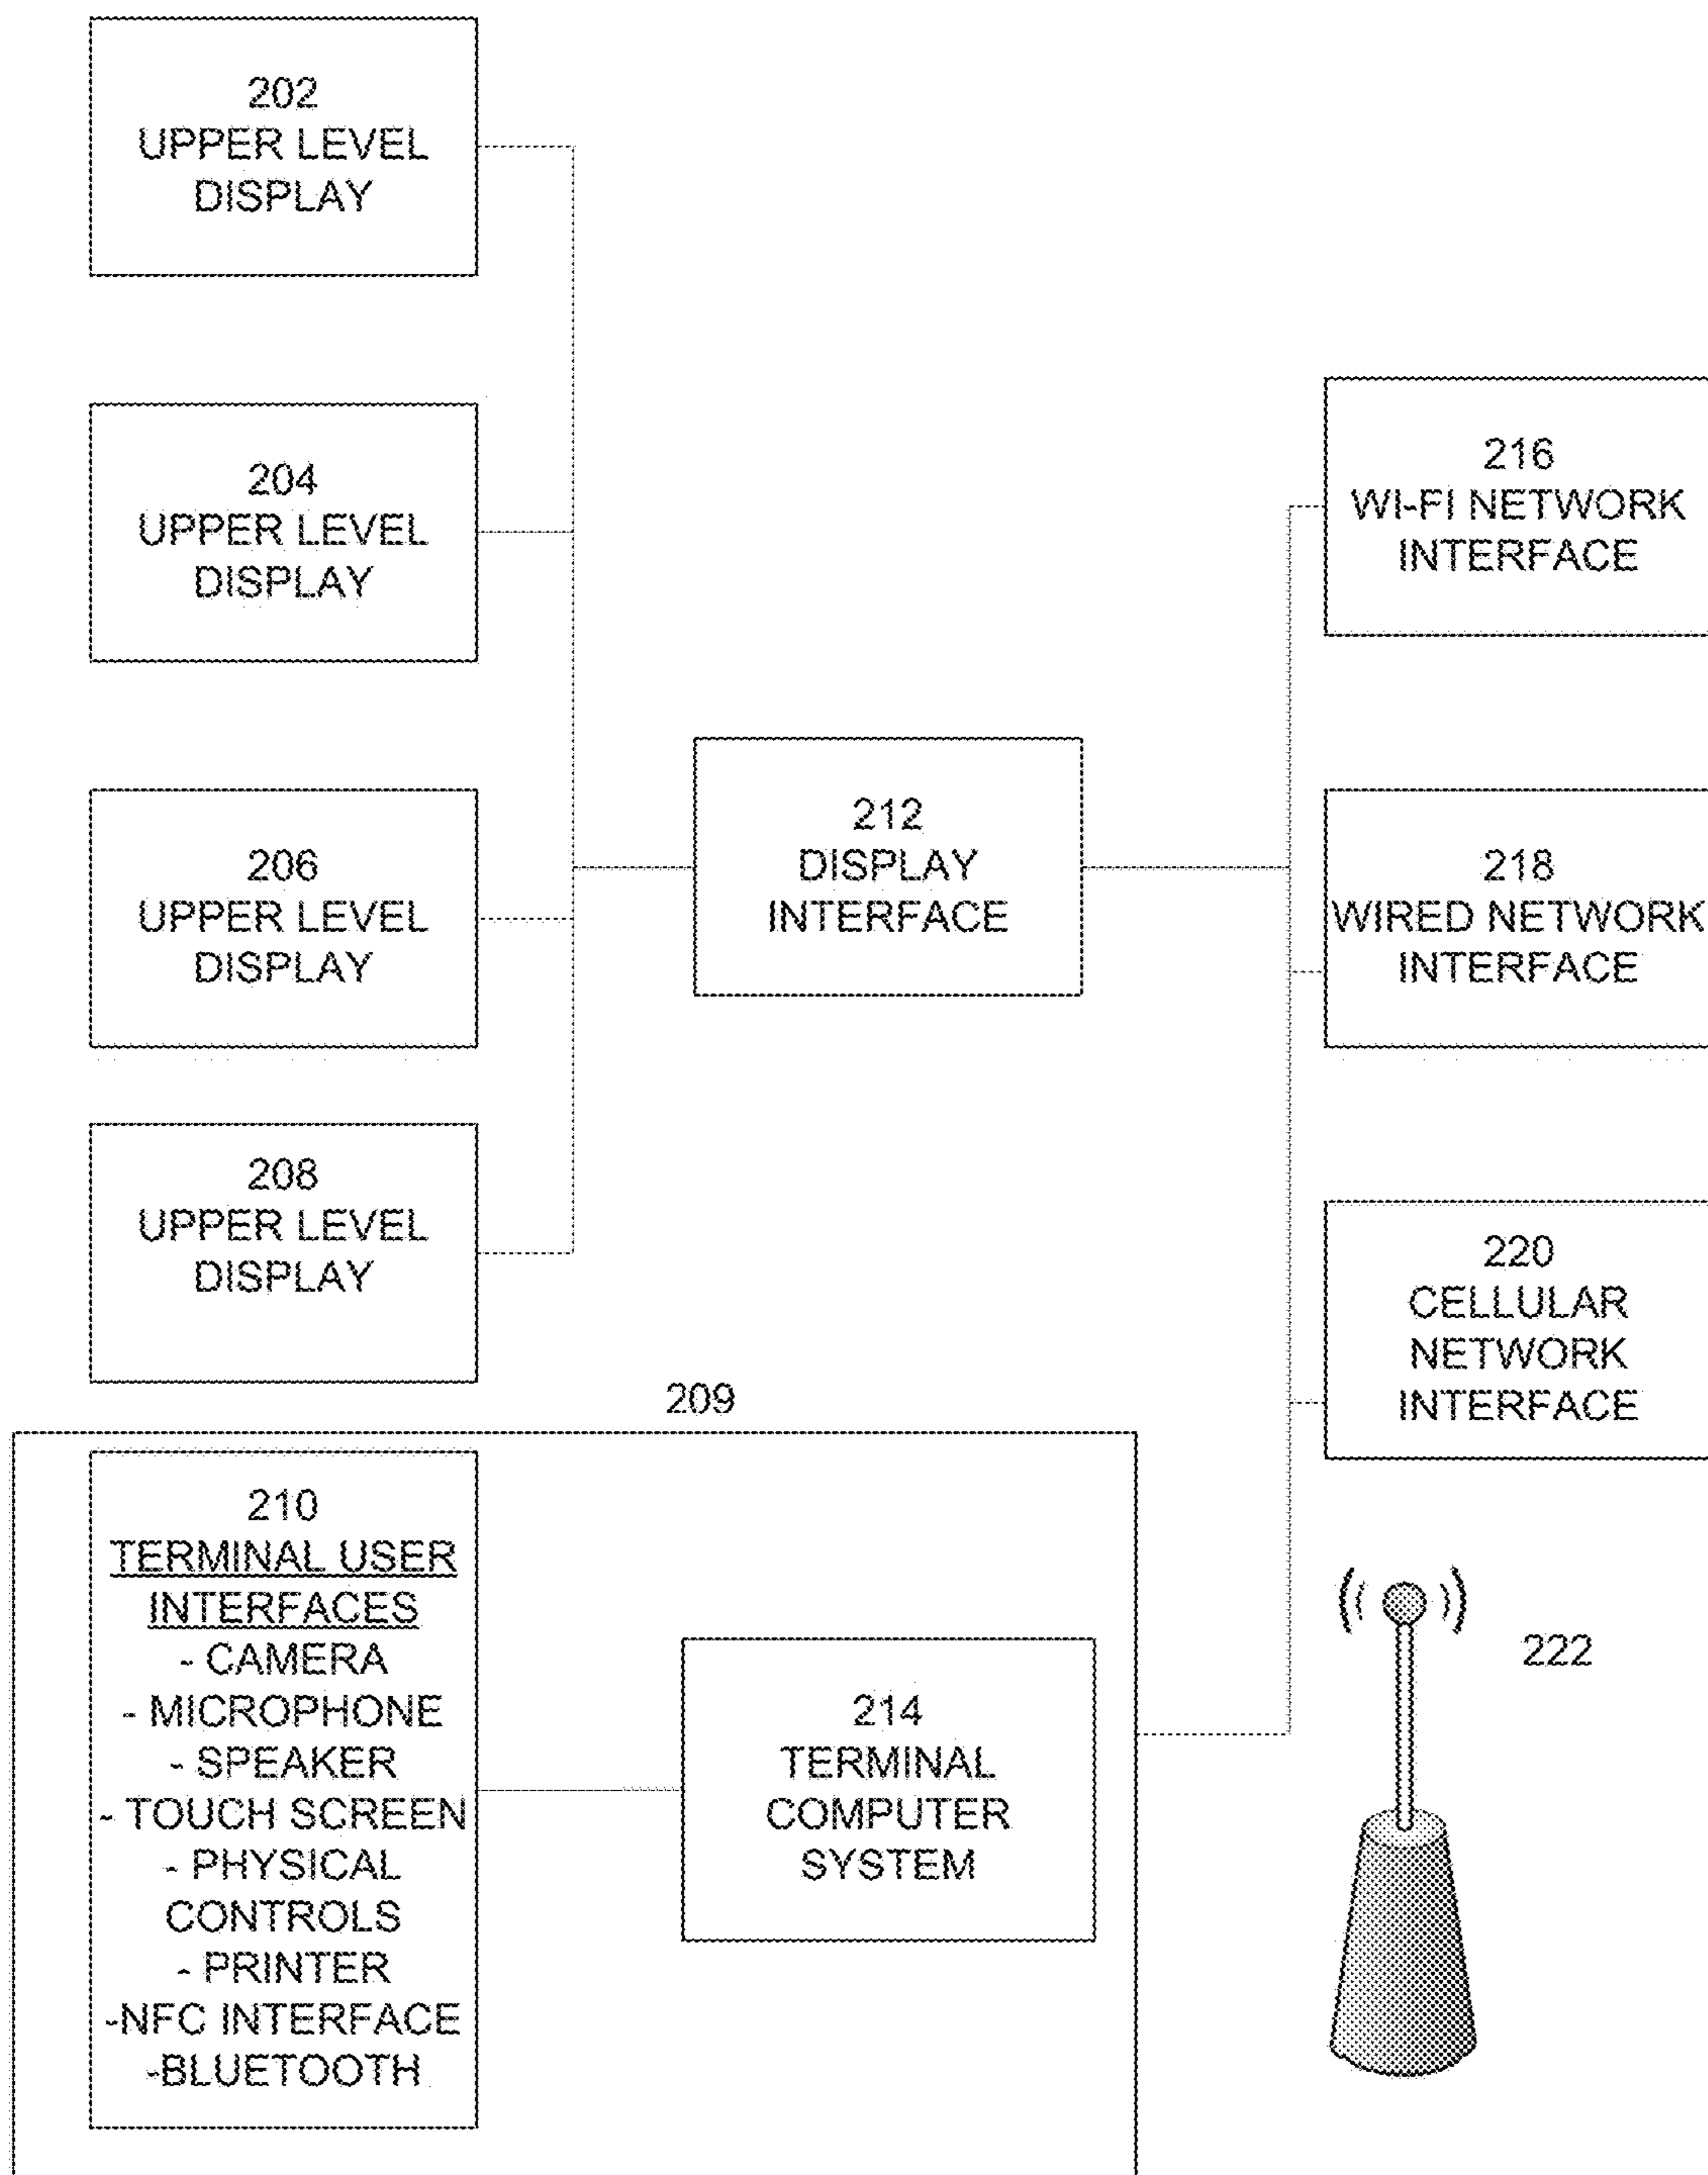 202
UPPER LEVEL
DISPLAY
204
UPPER LEVEL
DISPLAY
206
UPPER LEVEL
DISPLAY
208
UPPER LEVEL
DISPLAY
212
DISPLAY
INTERFACE
216
WI-FI NETWORK
INTERFACE
218
WIRED NETWORK
INTERFACE
220
CELLULAR
NETWORK
INTERFACE
209
210
TERMINAL USER
INTERFACES
- CAMERA
- MICROPHONE
- SPEAKER
- TOUCH SCREEN
- PHYSICAL
CONTROLS
- PRINTER
-NFC INTERFACE
-BLUETOOTH
214
TERMINAL
COMPUTER
SYSTEM
222